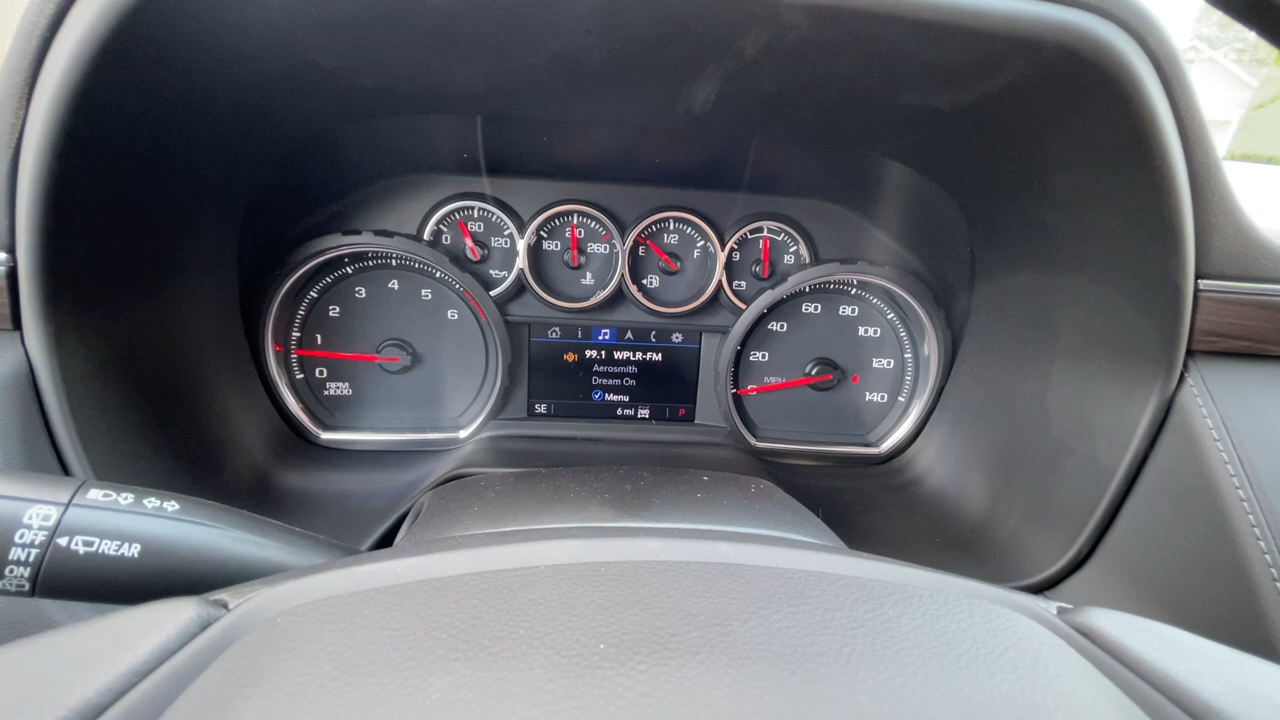 0 60 120
160 210 260
E 1/2 F
9 19
0 1 2 3 4 5 6
RPM
x1000
99.1 WPLR-FM
Aerosmith
Dream On
Menu
SE 6 mi 2WD P
20 40 60 80 100 120 140
MPH
OFF
INT
ON
REAR